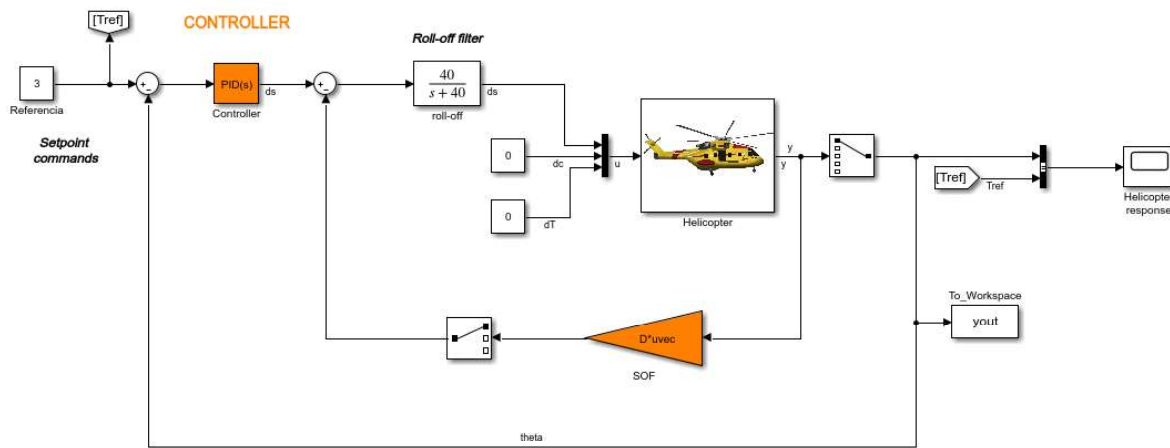 [Tref]
CONTROLLER
Roll-off filter
3
Referencia
Setpoint
commands
+
-
PID(s)
Controller
ds
+
-
40
s + 40
roll-off
ds
0
dc
0
dT
u
Helicopter
y
y
[Tref]
Tref
Helicopter
response
To_Workspace
yout
D*uvec
SOF
theta